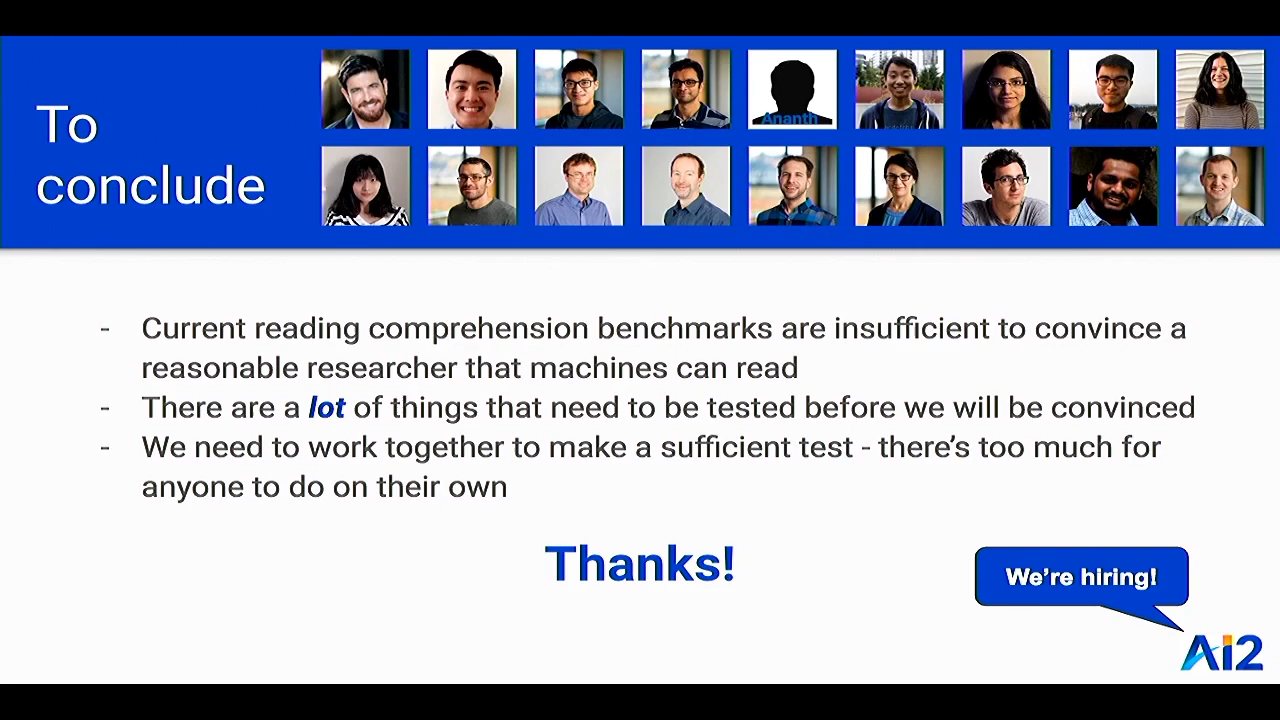 To
conclude
Ananth
- Current reading comprehension benchmarks are insufficient to convince a
reasonable researcher that machines can read
- There are a lot of things that need to be tested before we will be convinced
- We need to work together to make a sufficient test - there's too much for
anyone to do on their own
Thanks!
We're hiring!
AI2